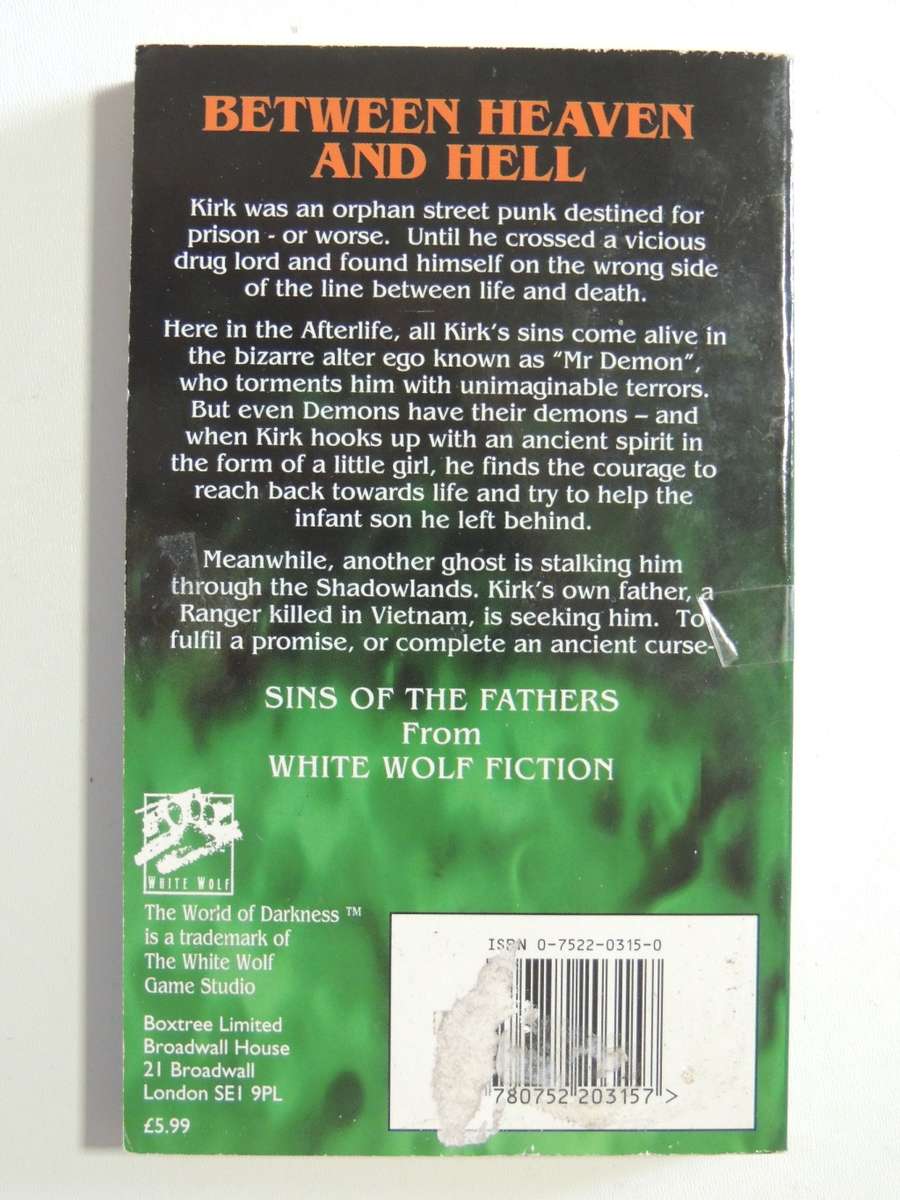 BETWEEN HEAVEN
AND HELL
Kirk was an orphan street punk destined for
prison - or worse. Until he crossed a vicious
drug lord and found himself on the wrong side
of the line between life and death.
Here in the Afterlife, all Kirk's sins come alive in
the bizarre alter ego known as "Mr Demon",
who torments him with unimaginable terrors.
But even Demons have their demons – and
when Kirk hooks up with an ancient spirit in
the form of a little girl, he finds the courage to
reach back towards life and try to help the
infant son he left behind.
Meanwhile, another ghost is stalking him
through the Shadowlands. Kirk's own father, a
Ranger killed in Vietnam, is seeking him. To
fulfil a promise, or complete an ancient curse-
SINS OF THE FATHERS
From
WHITE WOLF FICTION
WHITE WOLF
The World of Darkness ™
is a trademark of
The White Wolf
Game Studio
Boxtree Limited
Broadwall House
21 Broadwall
London SE1 9PL
£5.99
ISBN 0-7522-0315-0
780752 203157 >